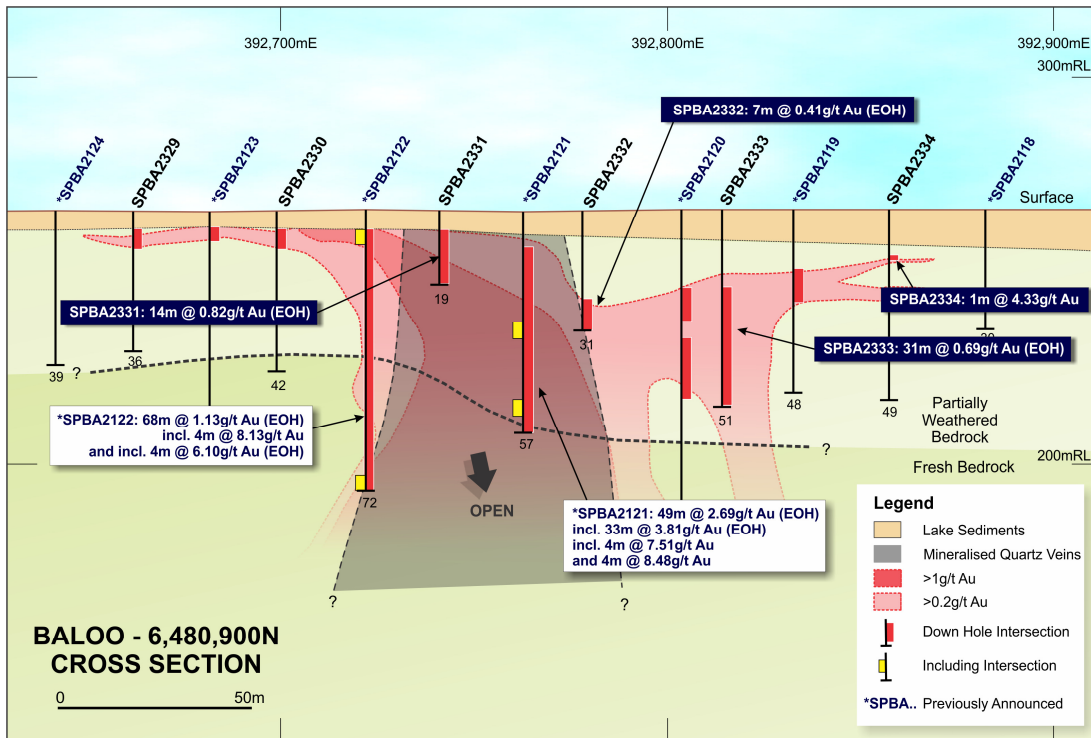 392,700mE
392,800mE
392,900mE
300mRL
SPBA2332: 7m @ 0.41g/t Au (EOH)
*SPBA2124
SPBA2329
*SPBA2123
SPBA2330
*SPBA2122
SPBA2331
*SPBA2121
SPBA2332
*SPBA2120
SPBA2333
*SPBA2119
SPBA2334
*SPBA2118
Surface
SPBA2331: 14m @ 0.82g/t Au (EOH)
19
SPBA2334: 1m @ 4.33g/t Au
31
SPBA2333: 31m @ 0.69g/t Au (EOH)
39
?
36
42
48
49
51
57
Partially
Weathered
Bedrock
?
200mRL
Fresh Bedrock
*SPBA2122: 68m @ 1.13g/t Au (EOH)
incl. 4m @ 8.13g/t Au
and incl. 4m @ 6.10g/t Au (EOH)
72
OPEN
*SPBA2121: 49m @ 2.69g/t Au (EOH)
incl. 33m @ 3.81g/t Au (EOH)
incl. 4m @ 7.51g/t Au
and 4m @ 8.48g/t Au
?
?
Legend
Lake Sediments
Mineralised Quartz Veins
>1g/t Au
>0.2g/t Au
Down Hole Intersection
Including Intersection
*SPBA.. Previously Announced
BALOO - 6,480,900N
CROSS SECTION
0
50m